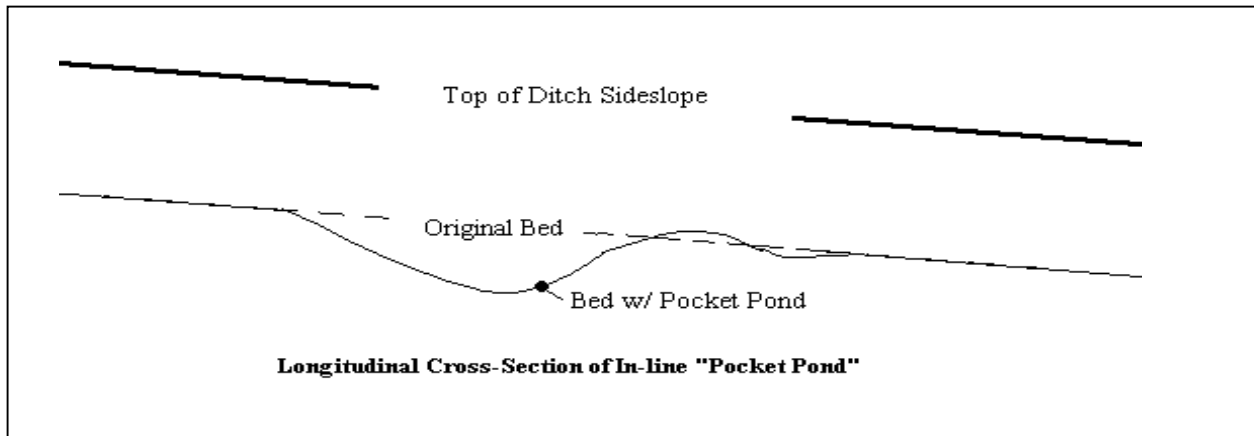 Top of Ditch Sideslope
Original Bed
Bed w/ Pocket Pond
Longitudinal Cross-Section of In-line "Pocket Pond"